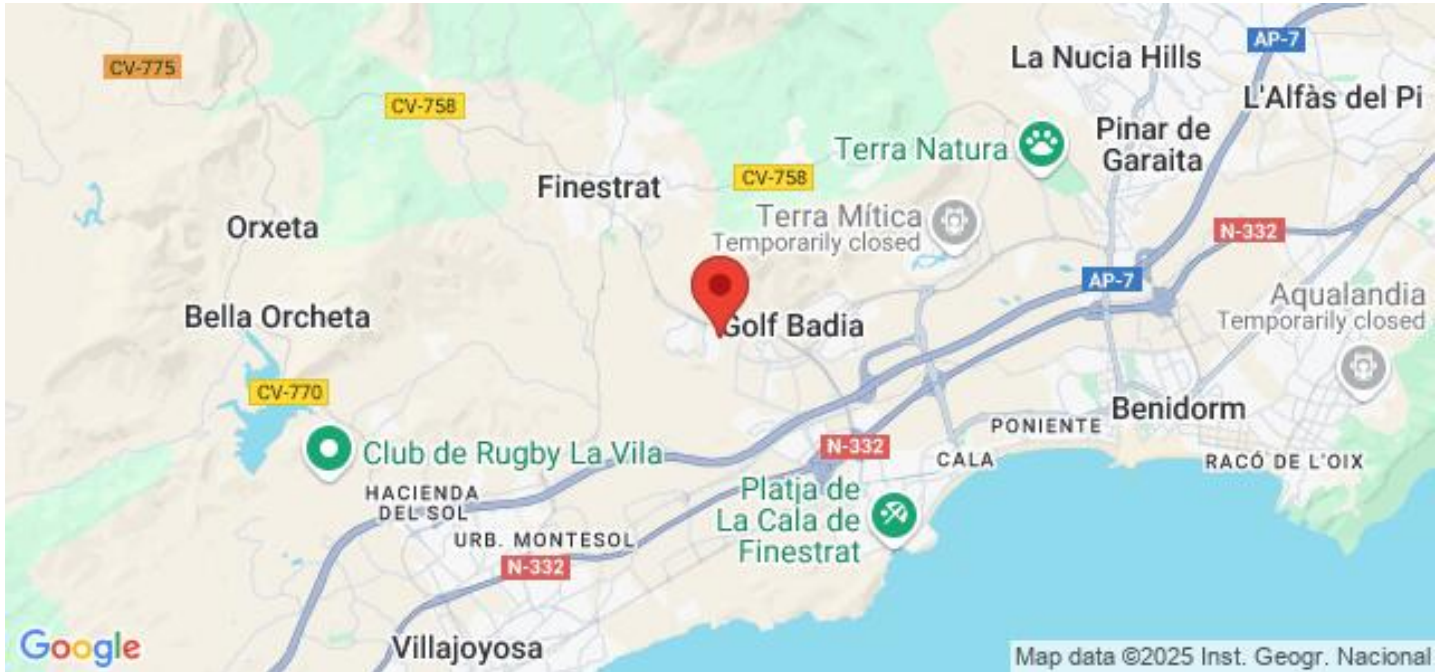 AP-7
La Nucia Hills
CV-775
CV-758
L'Alfàs del Pi
Pinar de
Garaita
Terra Natura
CV-758
Finestrat
Terra Mítica
Temporarily closed
Orxeta
N-332
AP-7
Aqualandia
Temporarily closed
Bella Orcheta
Golf Badia
CV-770
Benidorm
PONIENTE
N-332
Club de Rugby La Vila
CALA
RACÓ DE L'OIX
HACIENDA
DEL SOL
Platja de
La Cala de
Finestrat
URB. MONTESOL
N-332
Villajoyosa
Google
Map data ©2025 Inst. Geogr. Nacional